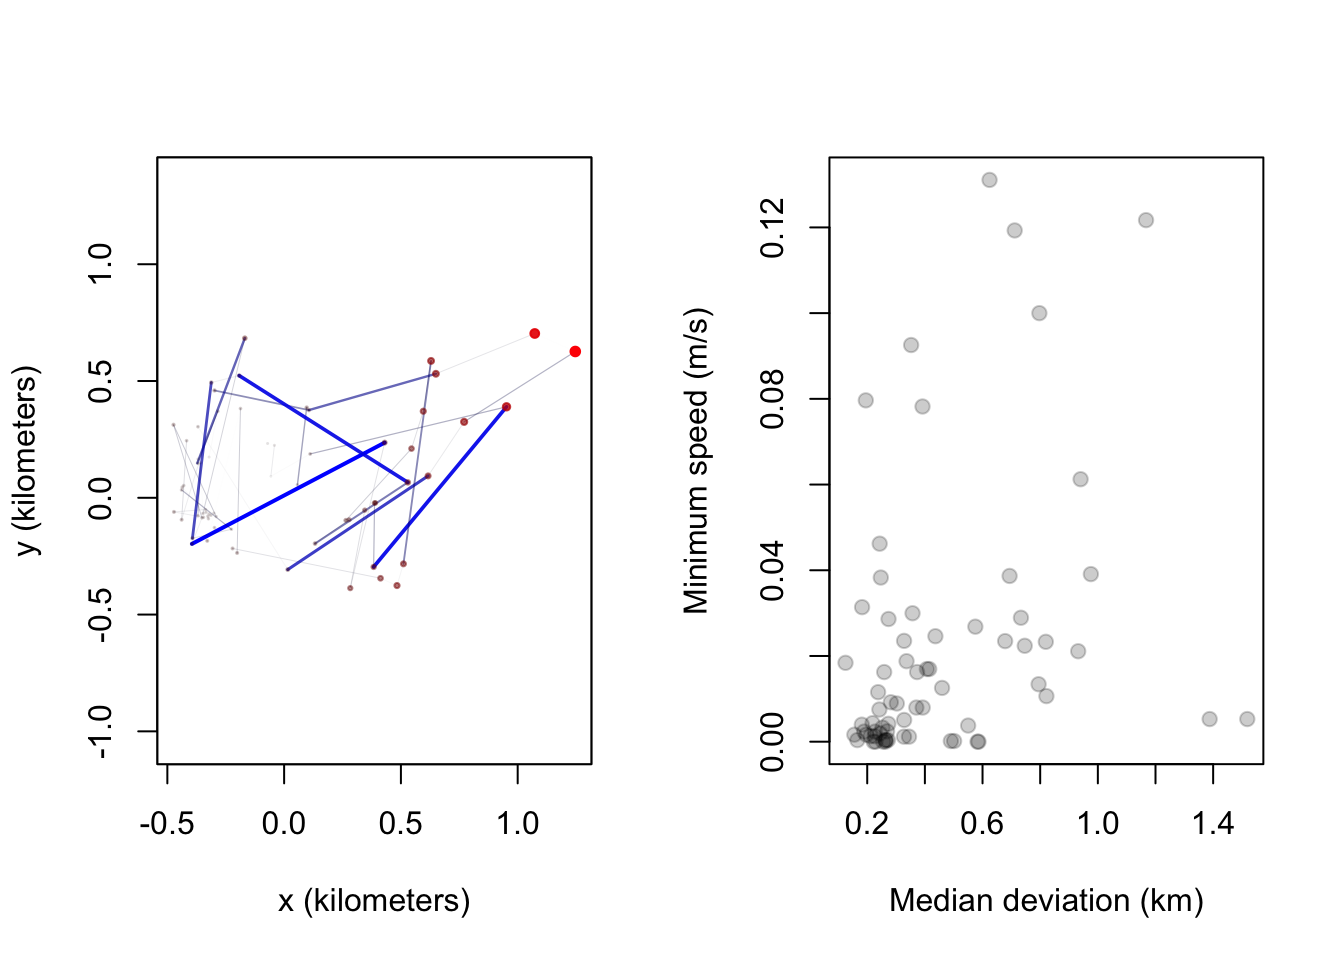 y (kilometers)
1.0
0.5
0.0
-0.5
-1.0
-0.5 0.0 0.5 1.0
x (kilometers)
Minimum speed (m/s)
0.12
0.08
0.04
0.00
0.2 0.6 1.0 1.4
Median deviation (km)